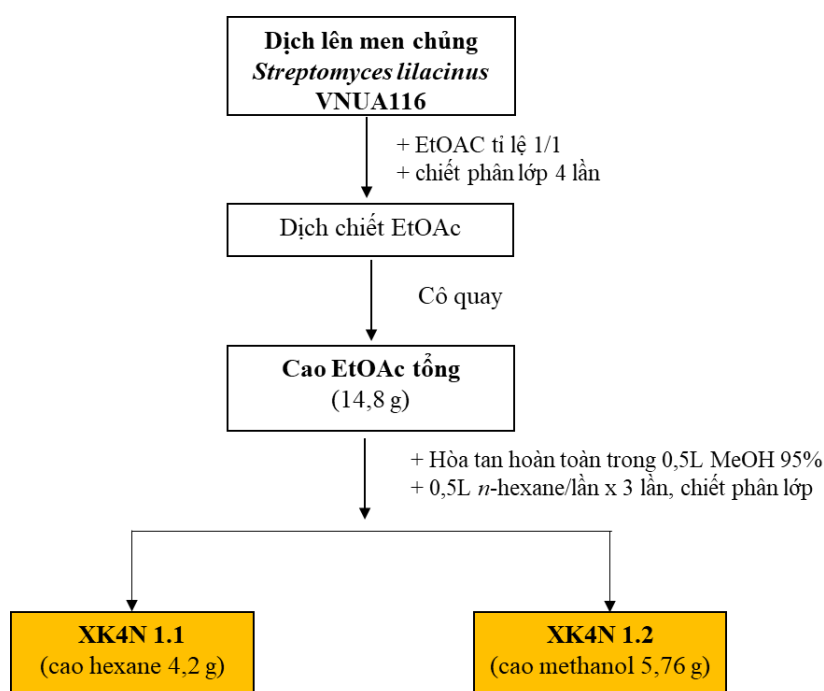 Dịch lên men chủng
Streptomyces lilacinus
VNUA116
+ EtOAC tỉ lệ 1/1
+ chiết phân lớp 4 lần
Dịch chiết EtOAc
Cô quay
Cao EtOAc tổng
(14,8 g)
+ Hòa tan hoàn toàn trong 0,5L MeOH 95%
+ 0,5L n-hexane/lần x 3 lần, chiết phân lớp
XK4N 1.1
(cao hexane 4,2 g)
XK4N 1.2
(cao methanol 5,76 g)